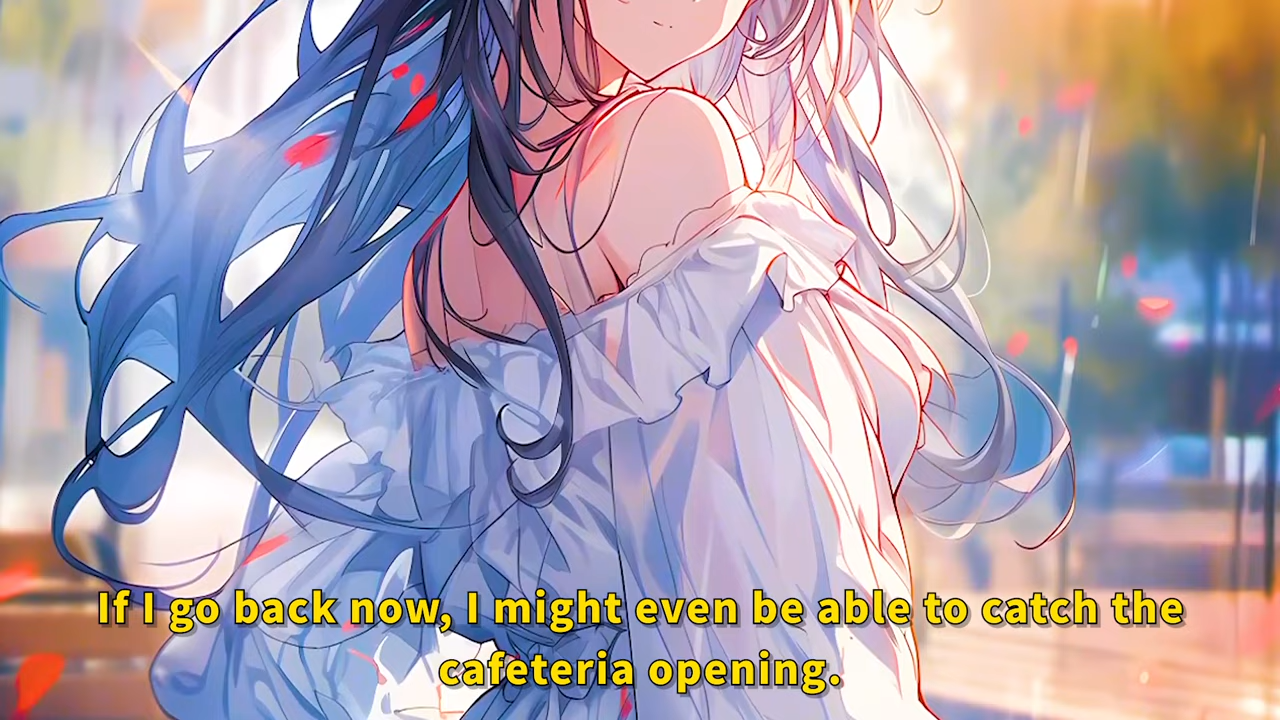 If I go back now, I might even be able to catch the
cafeteria opening.